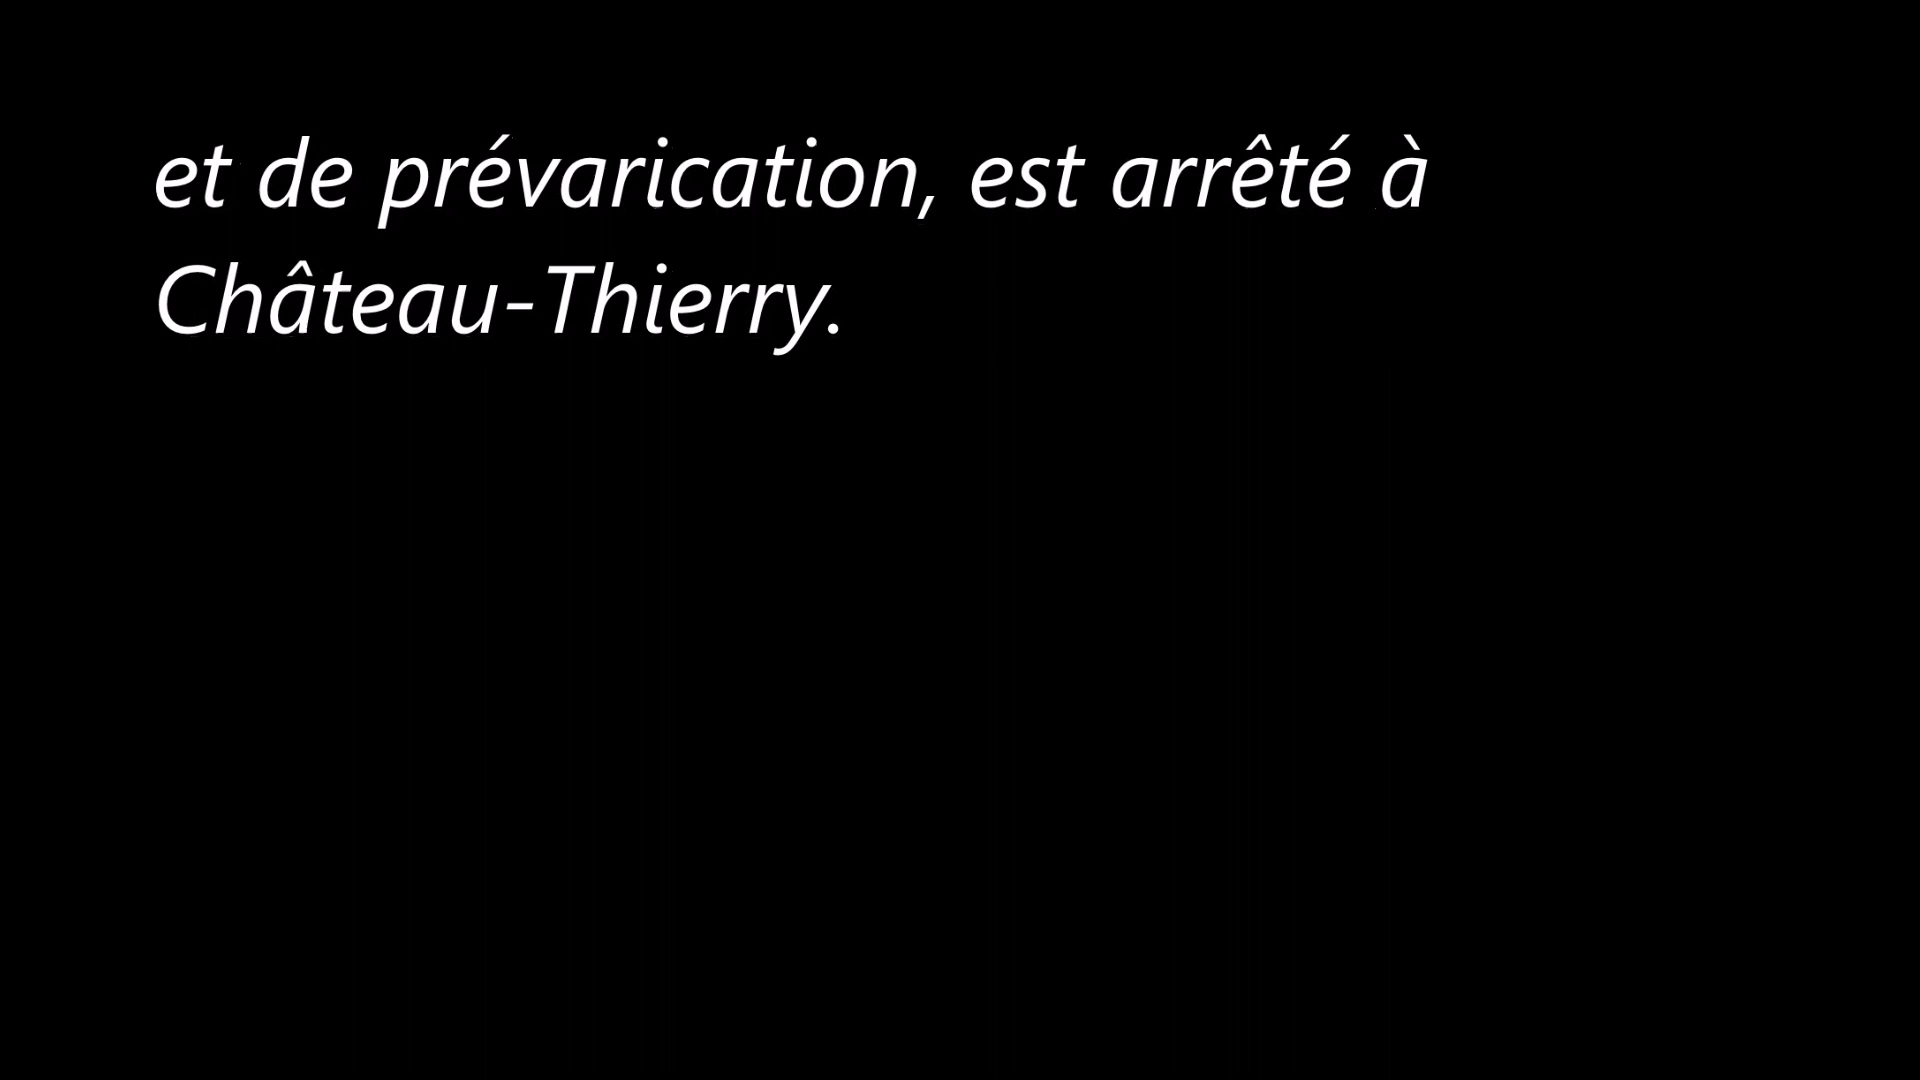 et de prévarication, est arrêté à
Château-Thierry.